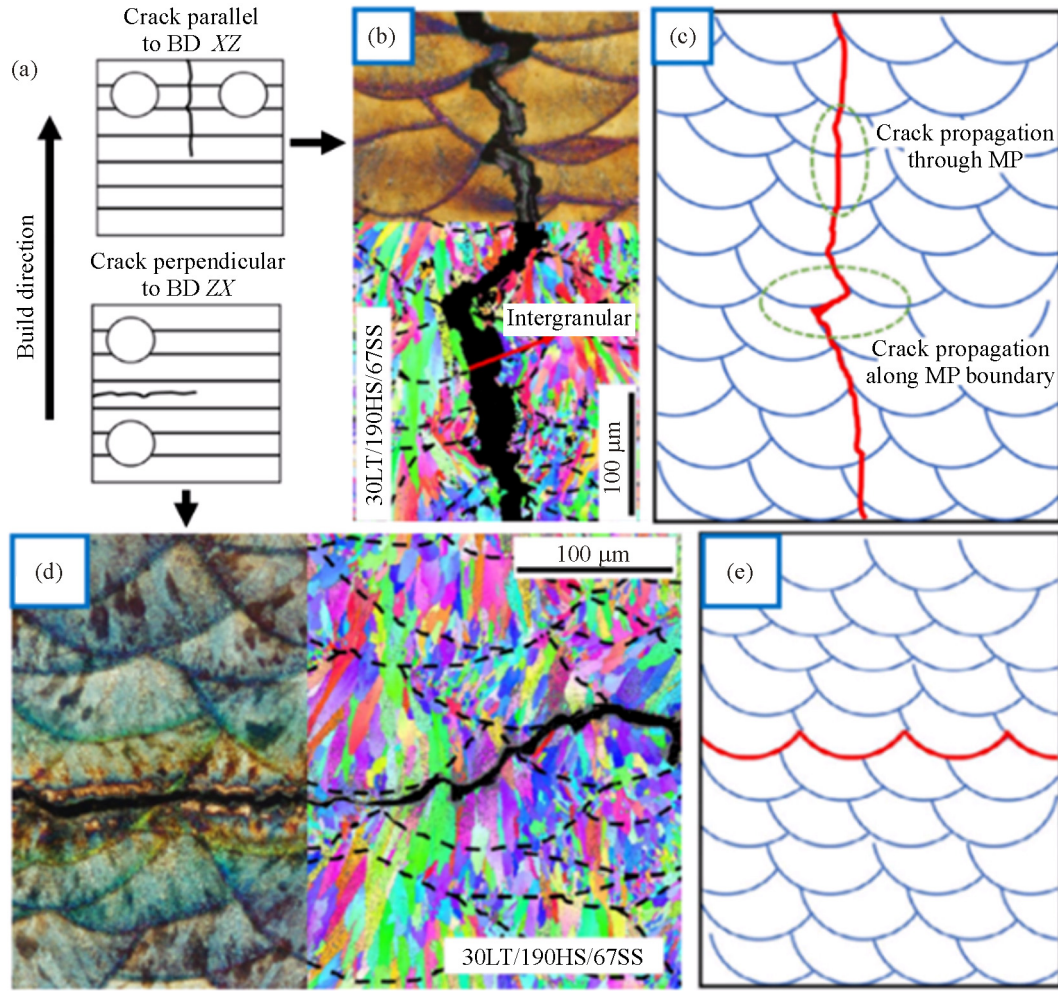 (a)
Crack parallel
to BD XZ
Build direction
Crack perpendicular
to BD ZX
(b)
Intergranular
30LT/190HS/67SS
100 µm
(c)
Crack propagation
through MP
Crack propagation
along MP boundary
(d)
100 µm
30LT/190HS/67SS
(e)